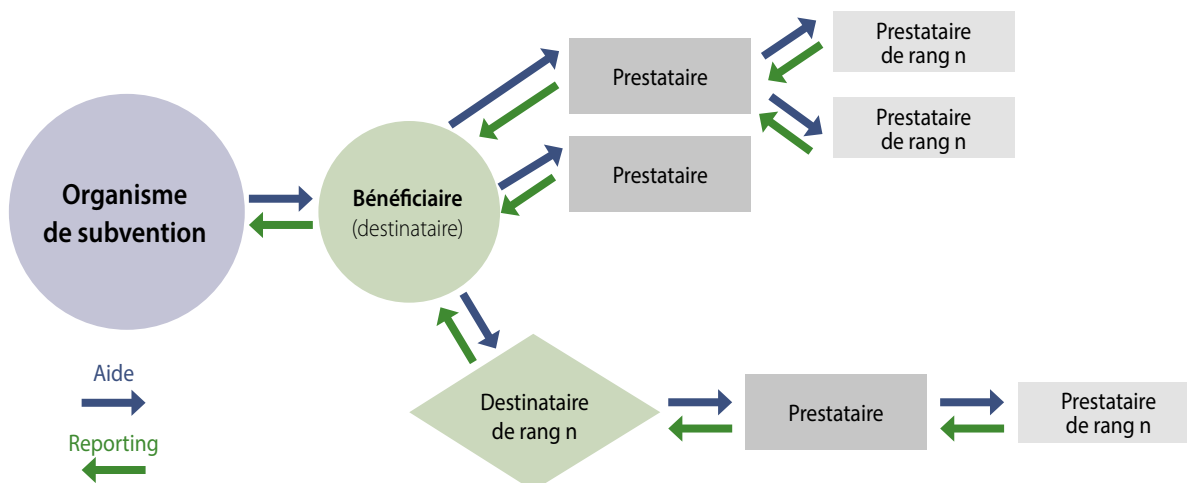 Organisme
de subvention
Bénéficiaire
(destinataire)
Prestataire
Prestataire
de rang n
Prestataire
de rang n
Prestataire
Destinataire
de rang n
Prestataire
Prestataire
de rang n
Aide
Reporting